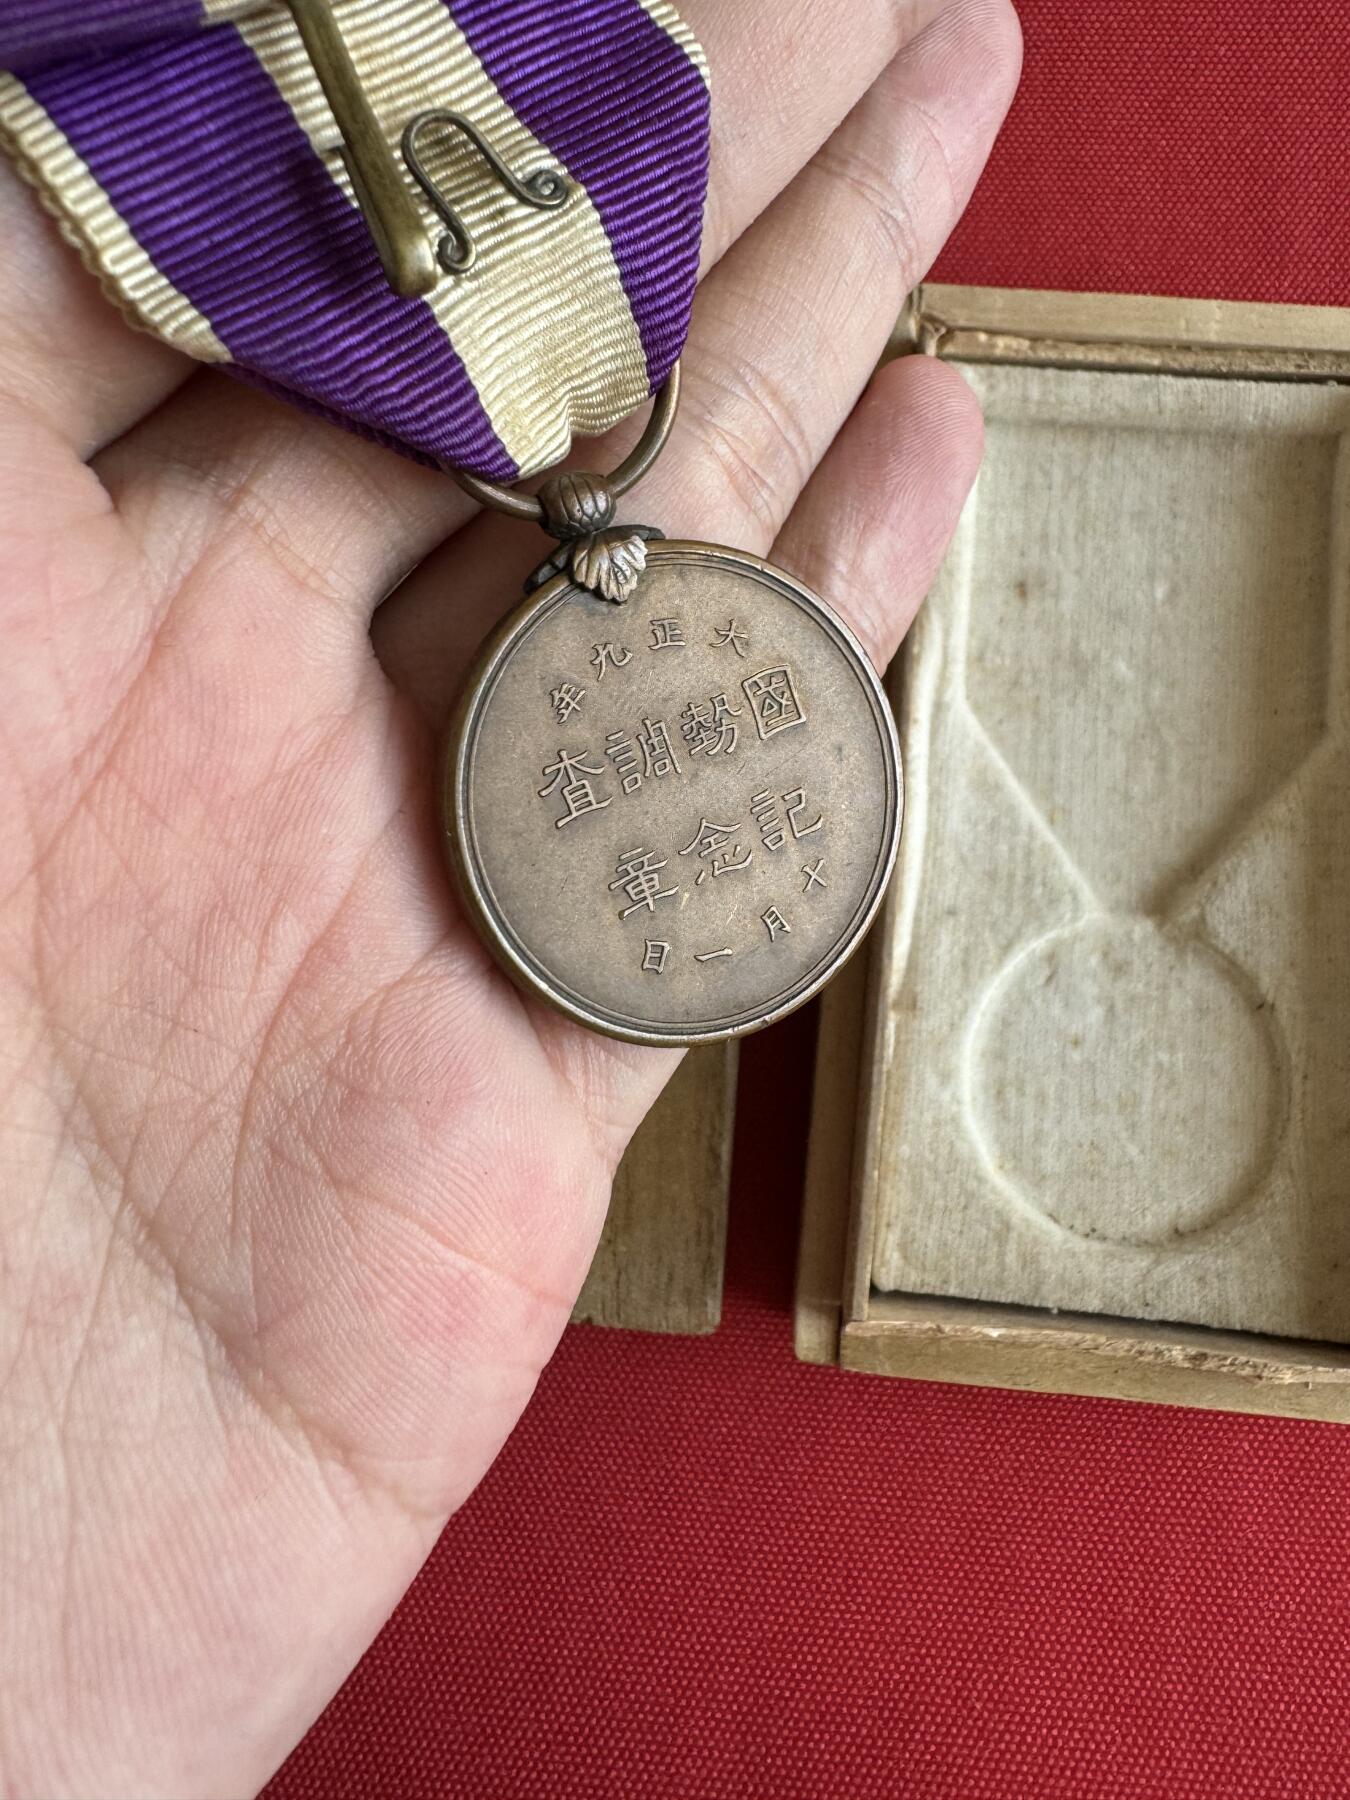 大正九年
國勢調査
記念章
十月一日